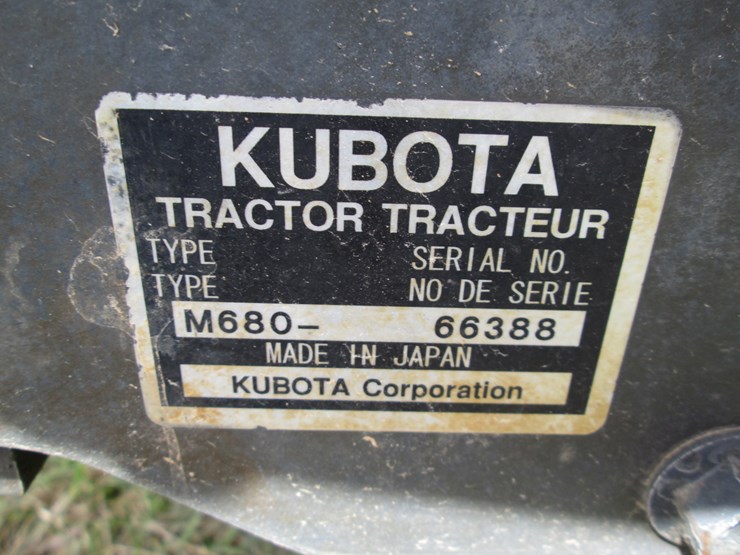 KUBOTA
TRACTOR TRACTEUR
TYPE SERIAL NO.
TYPE NO DE SERIE
M680- 66388
MADE IN JAPAN
KUBOTA Corporation